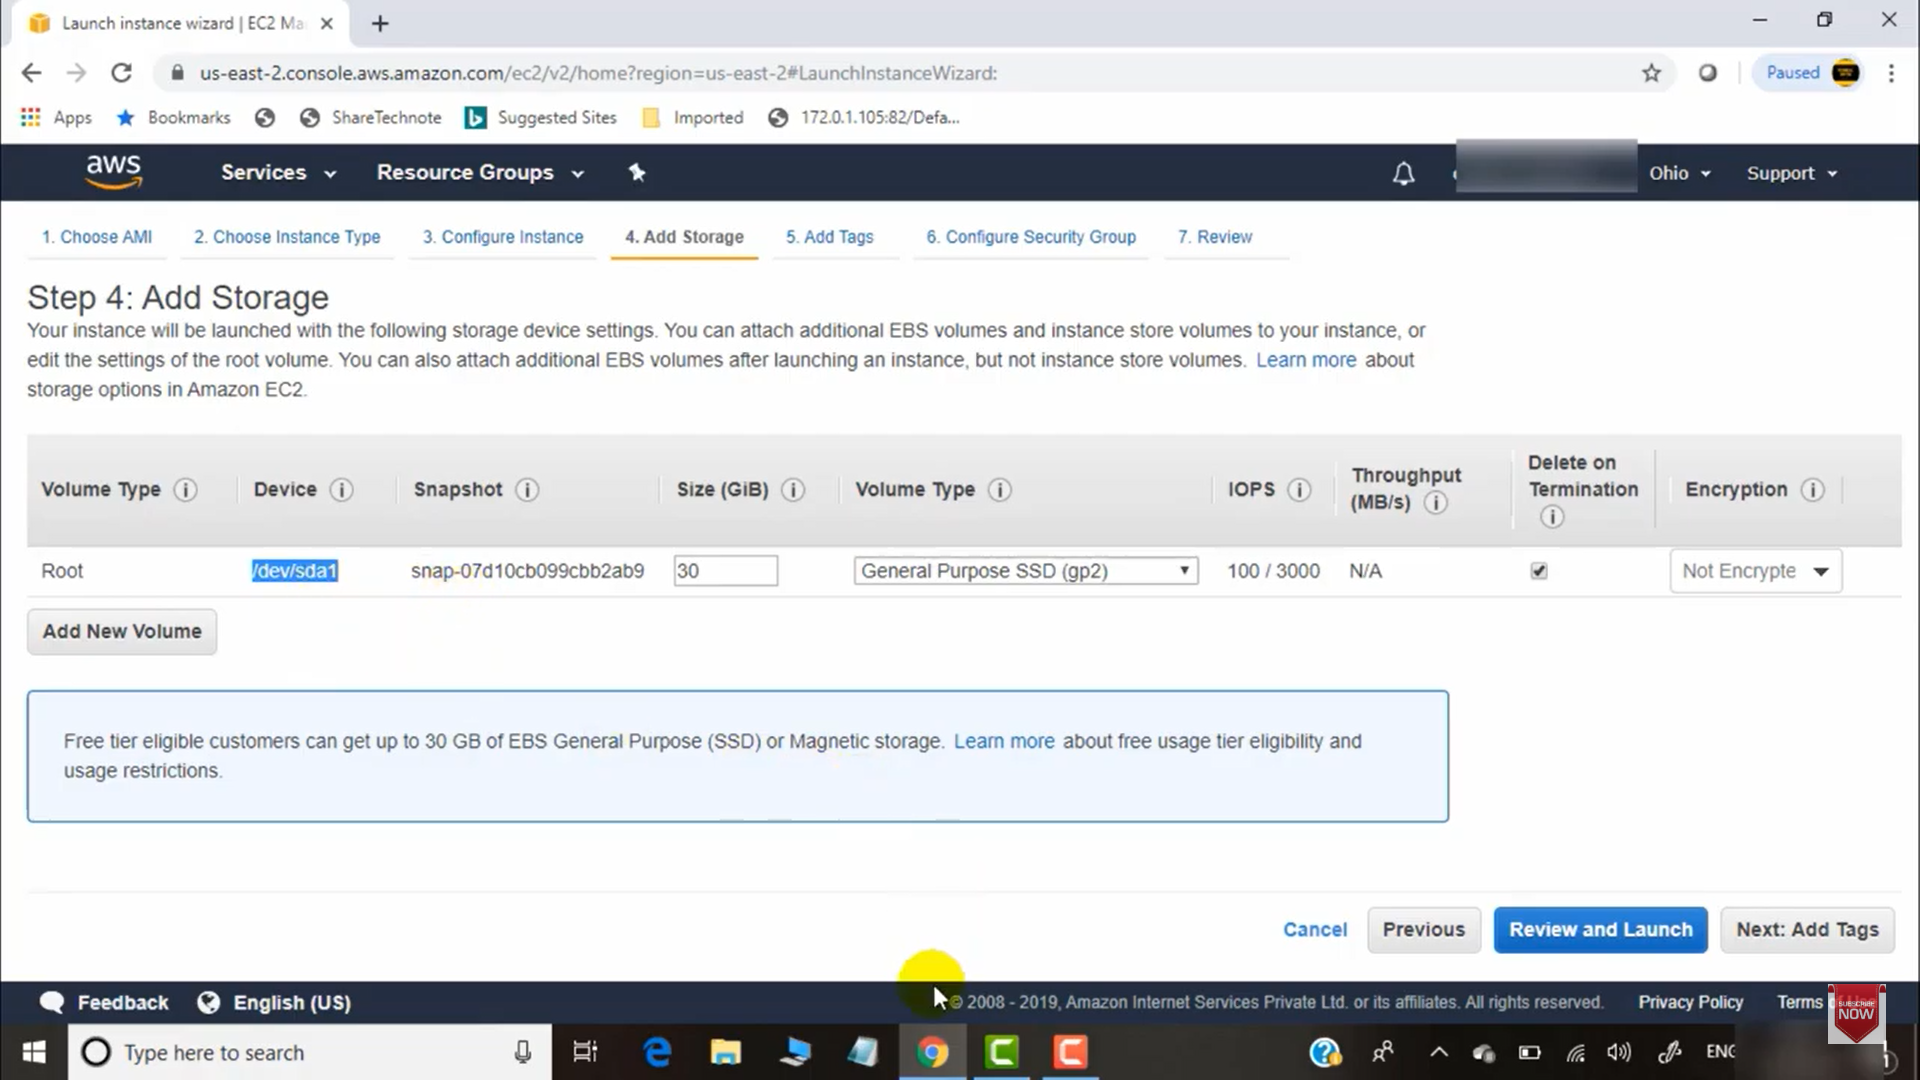 Launch instance wizard | EC2 Ma
us-east-2.console.aws.amazon.com/ec2/v2/home?region=us-east-2#LaunchInstanceWizard:
Paused
Apps
Bookmarks
ShareTechnote
Suggested Sites
Imported
172.0.1.105:82/Defa...
aws
Services
Resource Groups
Ohio
Support
1. Choose AMI
2. Choose Instance Type
3. Configure Instance
4. Add Storage
5. Add Tags
6. Configure Security Group
7. Review
Step 4: Add Storage
Your instance will be launched with the following storage device settings. You can attach additional EBS volumes and instance store volumes to your instance, or
edit the settings of the root volume. You can also attach additional EBS volumes after launching an instance, but not instance store volumes. Learn more about
storage options in Amazon EC2.
Volume Type
Device
Snapshot
Size (GiB)
Volume Type
IOPS
Throughput
(MB/s)
Delete on
Termination
Encryption
Root
/dev/sda1
snap-07d10cb099cbb2ab9
30
General Purpose SSD (gp2)
100 / 3000
N/A
Not Encrypte
Add New Volume
Free tier eligible customers can get up to 30 GB of EBS General Purpose (SSD) or Magnetic storage. Learn more about free usage tier eligibility and
usage restrictions.
Cancel
Previous
Review and Launch
Next: Add Tags
Feedback
English (US)
© 2008 - 2019, Amazon Internet Services Private Ltd. or its affiliates. All rights reserved.
Privacy Policy
Terms
SUBSCRIBE
NOW
Type here to search
ENG